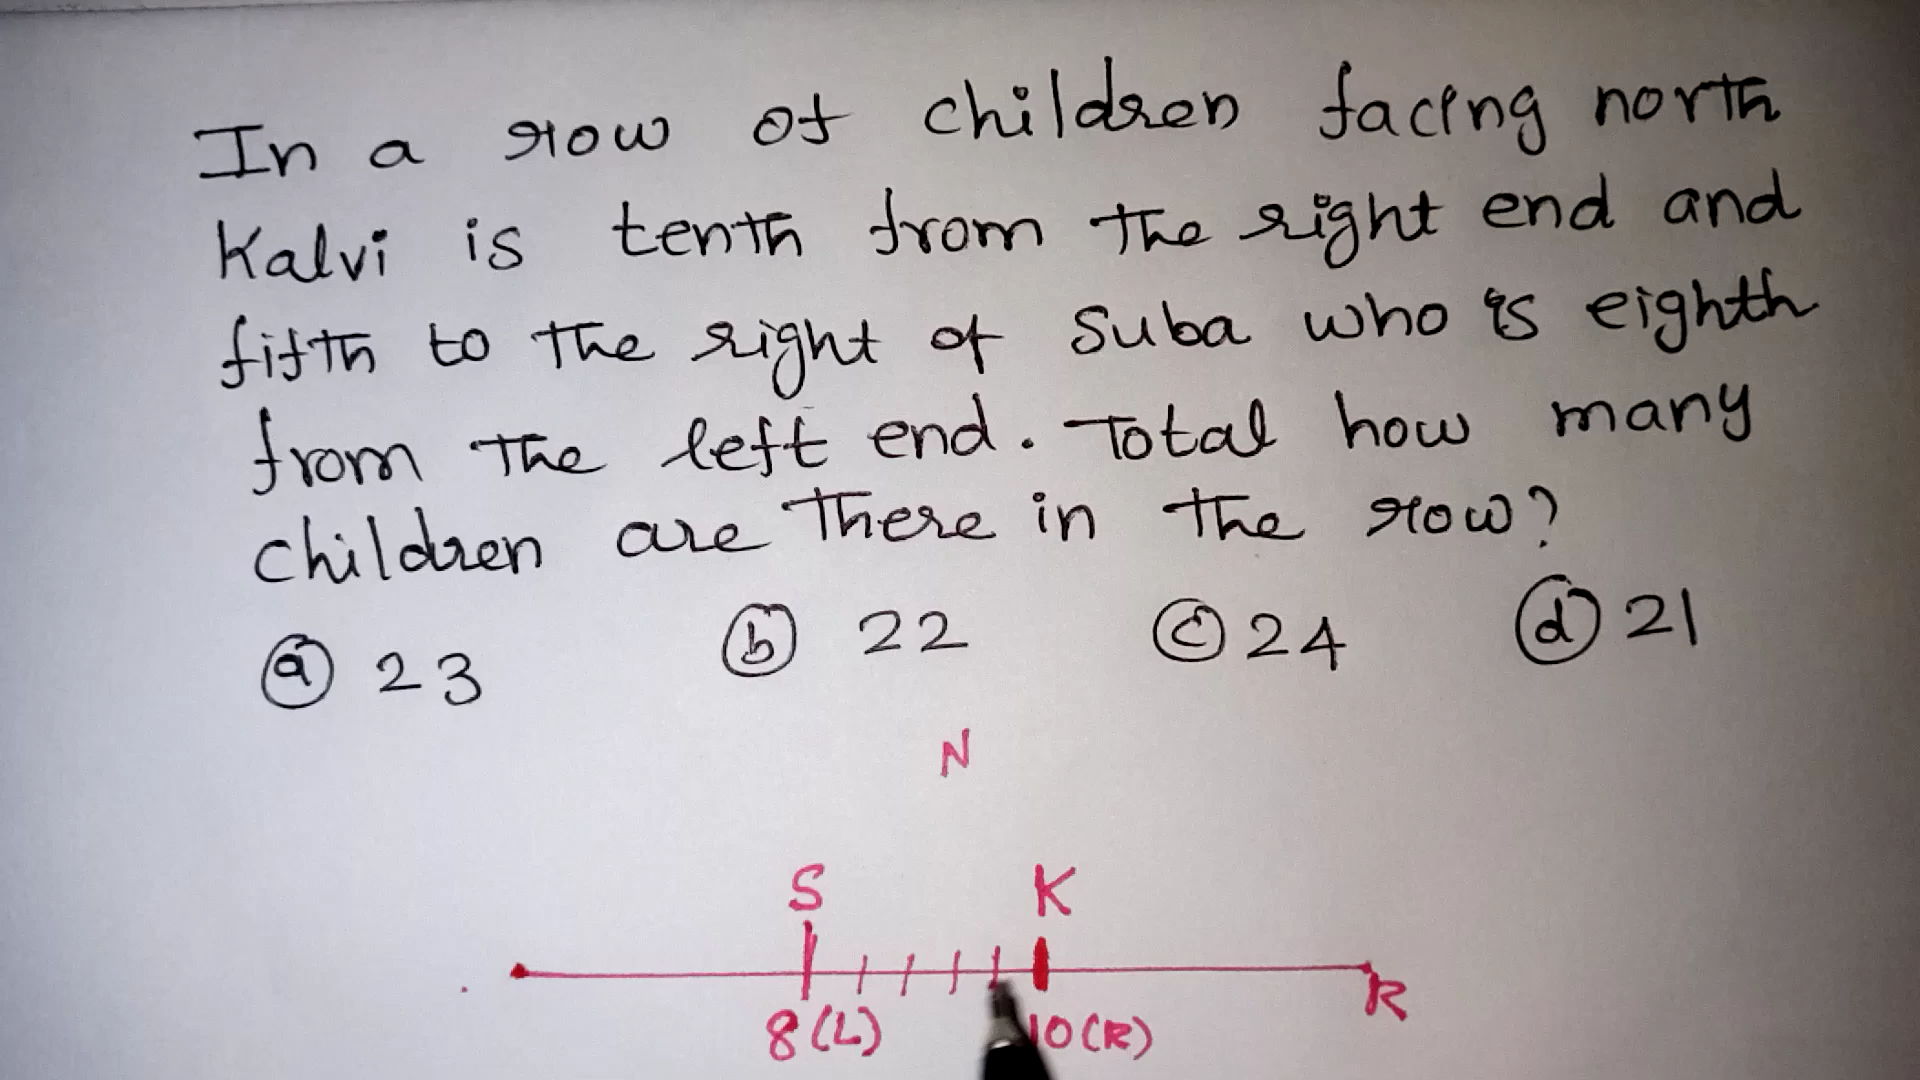 In a row of children facing north
Kalvi is tenth from the right end and
fifth to the right of Suba who is eighth
from the left end. Total how many
children are there in the row?
(a) 23 (b) 22 (c) 24 (d) 21
N
S K
R
8(L) 10(R)